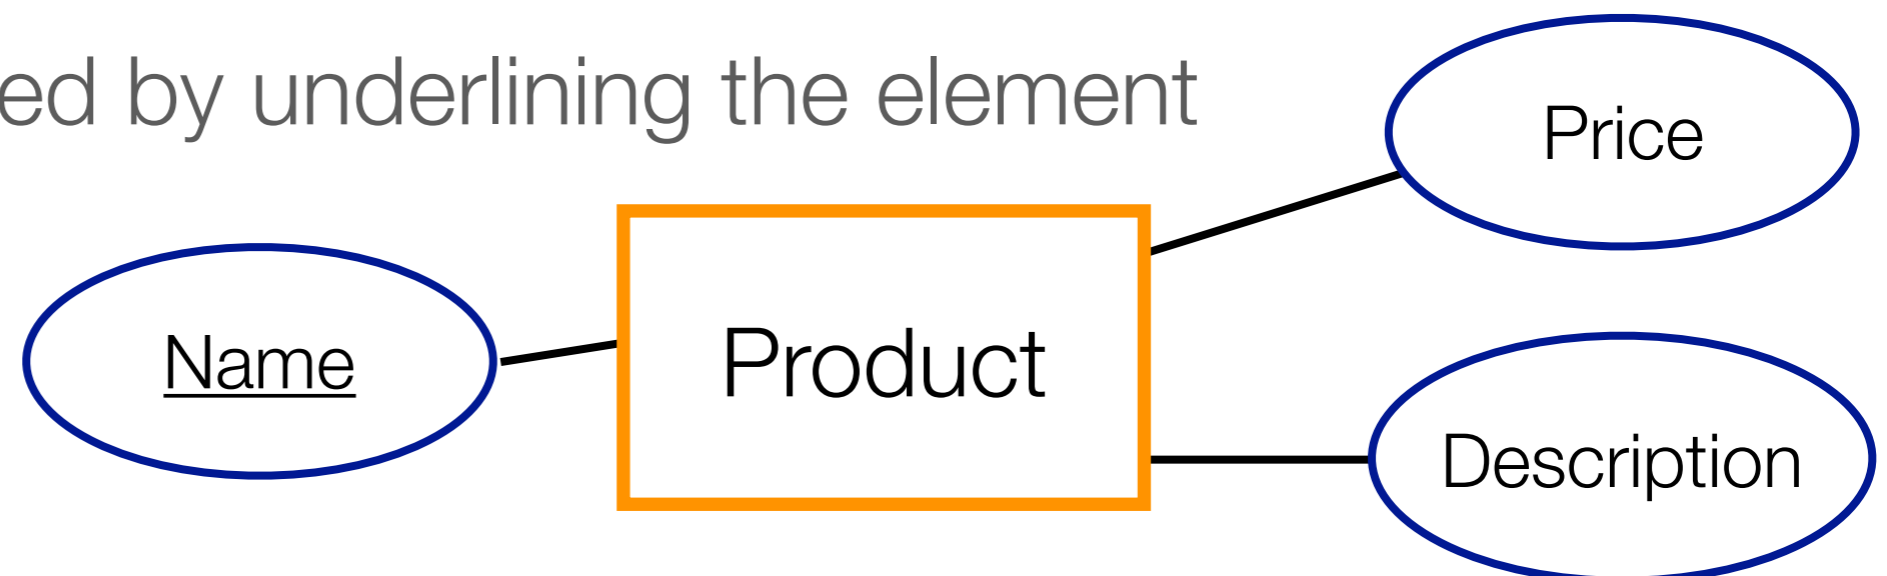 ed by underlining the element
Price
Name
Product
Description